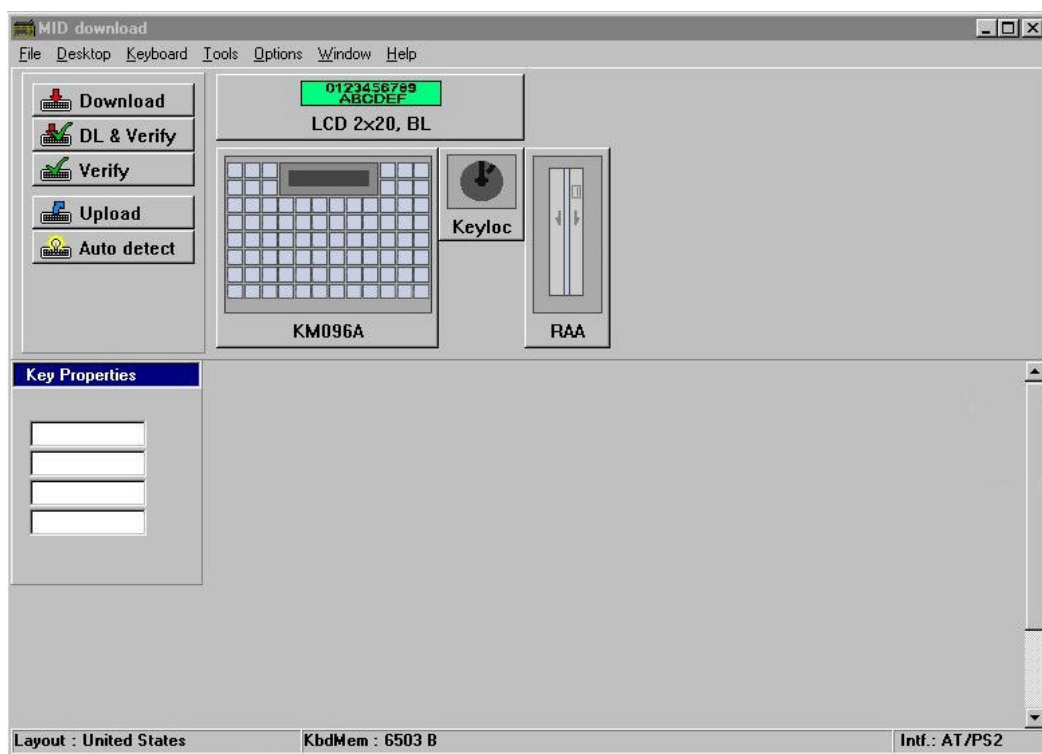 MID download
File Desktop Keyboard Tools Options Window Help
Download
DL & Verify
Verify
Upload
Auto detect
0123456789
ABCDEF
LCD 2x20, BL
KM096A
Keyloc
RAA
Key Properties
Layout : United States KbdMem : 6503 B Intf.: AT/PS2